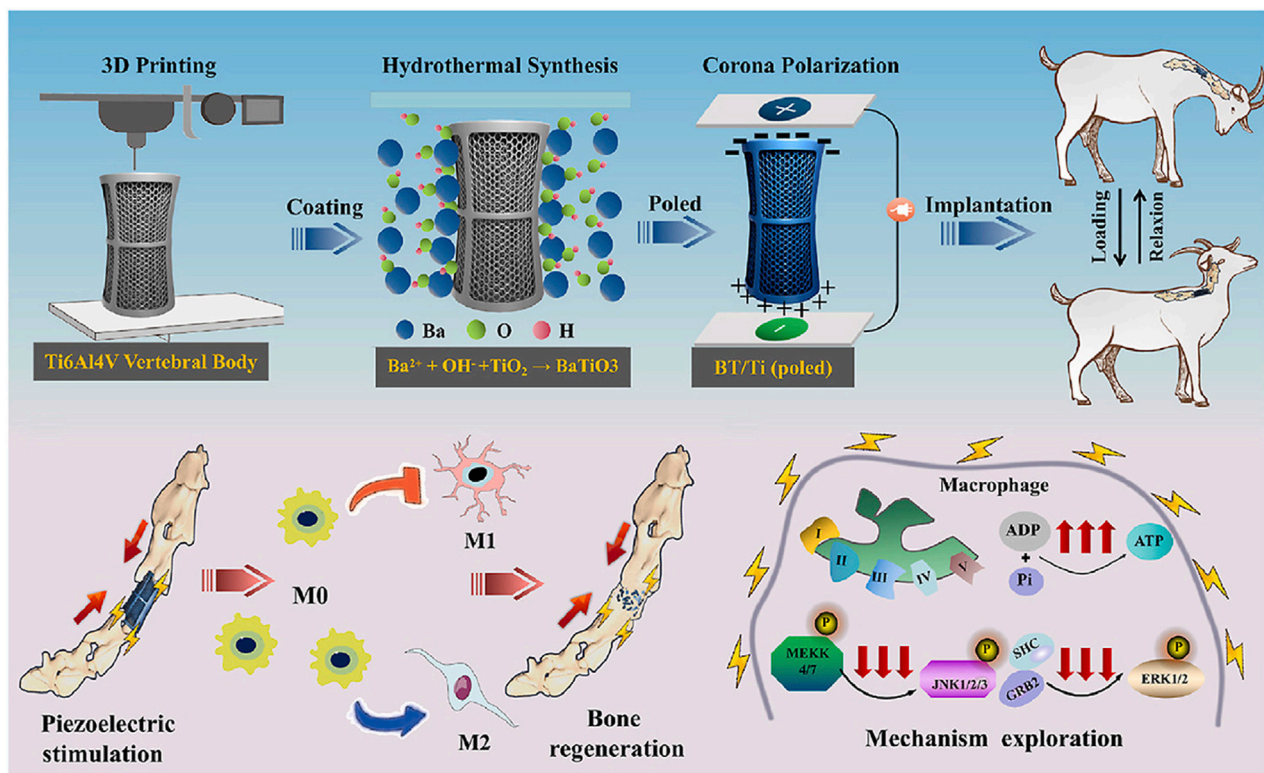 3D Printing
Hydrothermal Synthesis
Corona Polarization
Coating
Poled
Implantation
Loading
Relaxion
Ba
O
H
Ti6Al4V Vertebral Body
Ba²⁺ + OH⁻+TiO₂ → BaTiO3
BT/Ti (poled)
Macrophage
M1
M0
M2
I
II
III
IV
V
ADP
+
Pi
ATP
P
MEKK
4/7
P
JNK1/2/3
SHC
GRB2
P
ERK1/2
Piezoelectric
stimulation
Bone
regeneration
Mechanism exploration